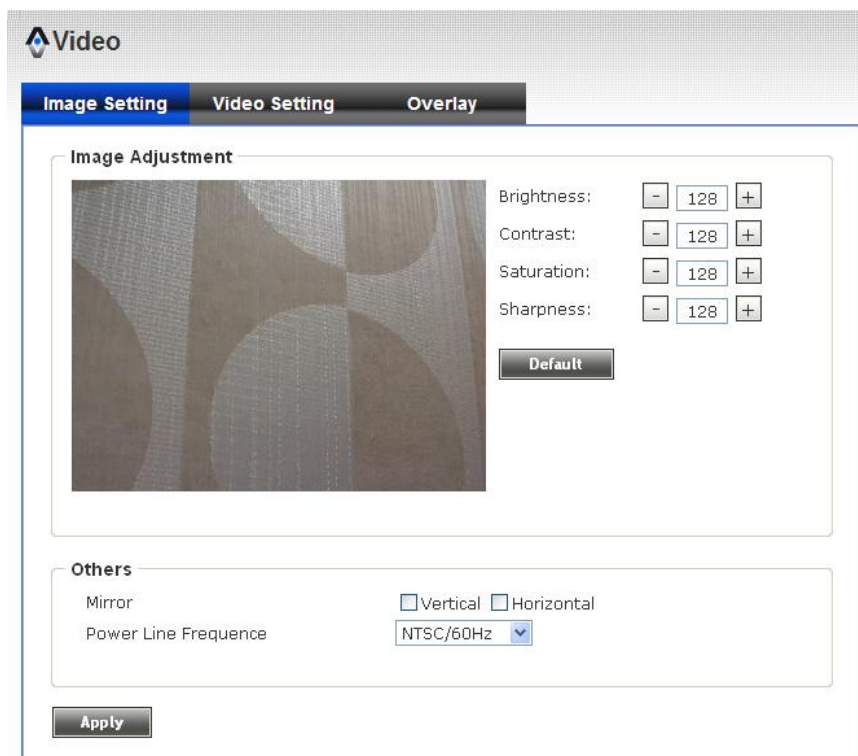 Video
Image Setting Video Setting Overlay
Image Adjustment
Brightness: - 128 +
Contrast: - 128 +
Saturation: - 128 +
Sharpness: - 128 +
Default
Others
Mirror Vertical Horizontal
Power Line Frequence NTSC/60Hz
Apply